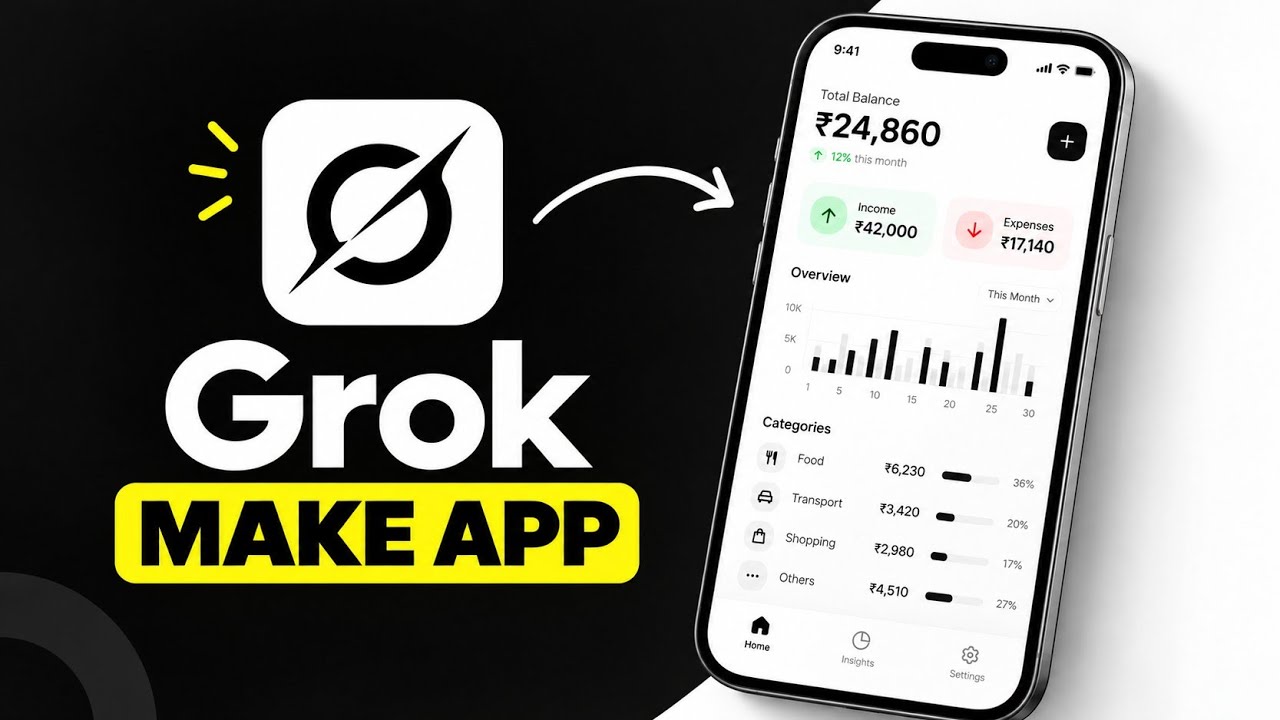 Grok
MAKE APP
9:41
Total Balance
₹24,860
12% this month
Income
₹42,000
Expenses
₹17,140
Overview
This Month
10K
5K
0
1 5 10 15 20 25 30
Categories
Food ₹6,230 36%
Transport ₹3,420 20%
Shopping ₹2,980 17%
Others ₹4,510 27%
Home
Insights
Settings